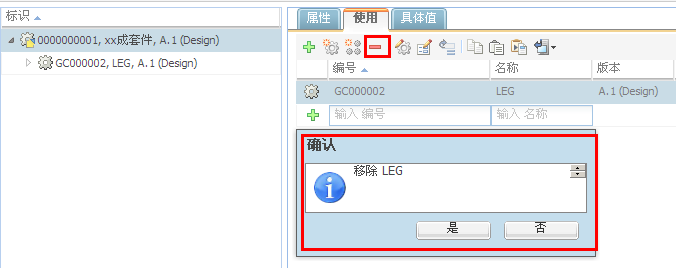 标识
0000000001, xx成套件, A.1 (Design)
GC000002, LEG, A.1 (Design)
属性 使用 具体值
编号 名称 版本
GC000002 LEG A.1 (Design)
输入 编号 输入 名称
确认
移除 LEG
是 否